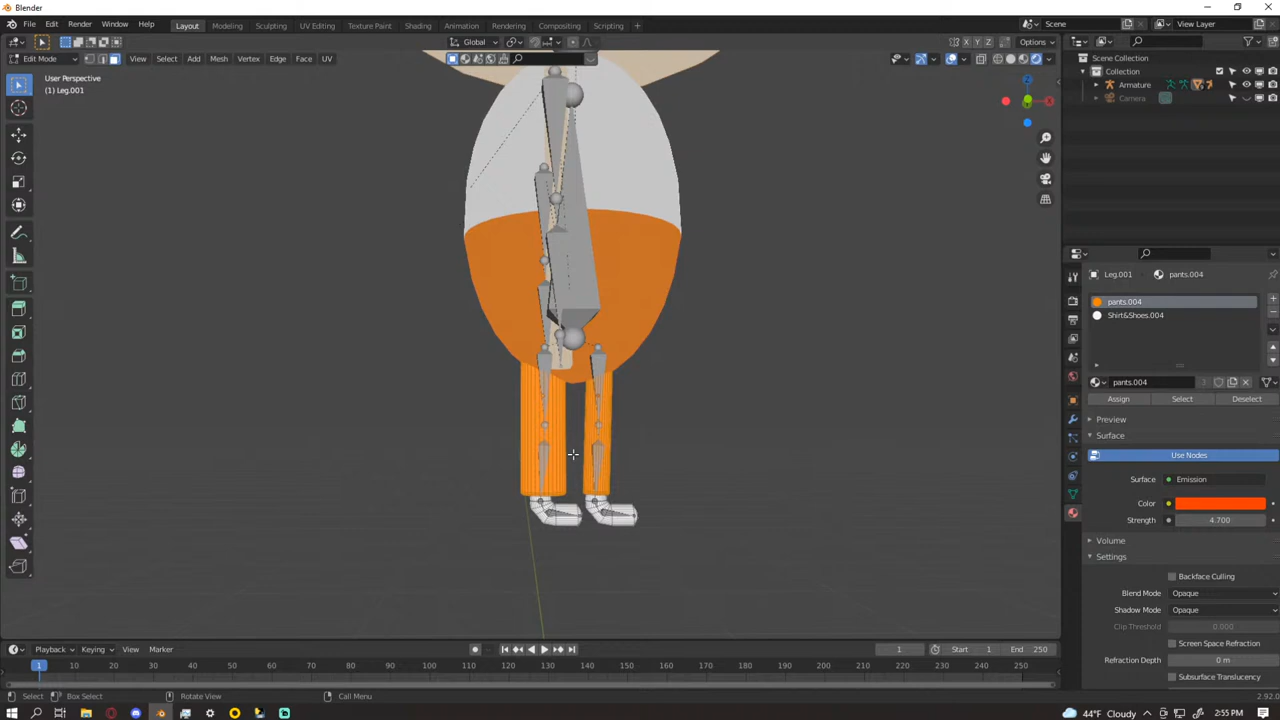 Blender
File Edit Render Window Help Layout Modeling Sculpting UV Editing Texture Paint Shading Animation Rendering Compositing Scripting + Scene View Layer
Global X Y Z Options
Edit Mode View Select Add Mesh Vertex Edge Face UV
User Perspective
(1) Leg.001
Scene Collection
Collection
Armature
Camera
Leg.001 pants.004
pants.004
Shirt&Shoes.004
pants.004 3
Assign Select Deselect
Preview
Surface
Use Nodes
Surface Emission
Color
Strength 4.700
Volume
Settings
Backface Culling
Blend Mode Opaque
Shadow Mode Opaque
Clip Threshold 0.000
Screen Space Refraction
Refraction Depth 0 m
Subsurface Translucency
Playback Keying View Marker 1 Start 1 End 250
1 10 20 30 40 50 60 70 80 90 100 110 120 130 140 150 160 170 180 190 200 210 220 230 240 250
Select Box Select Rotate View Call Menu 2.92.0
44°F Cloudy 2:55 PM